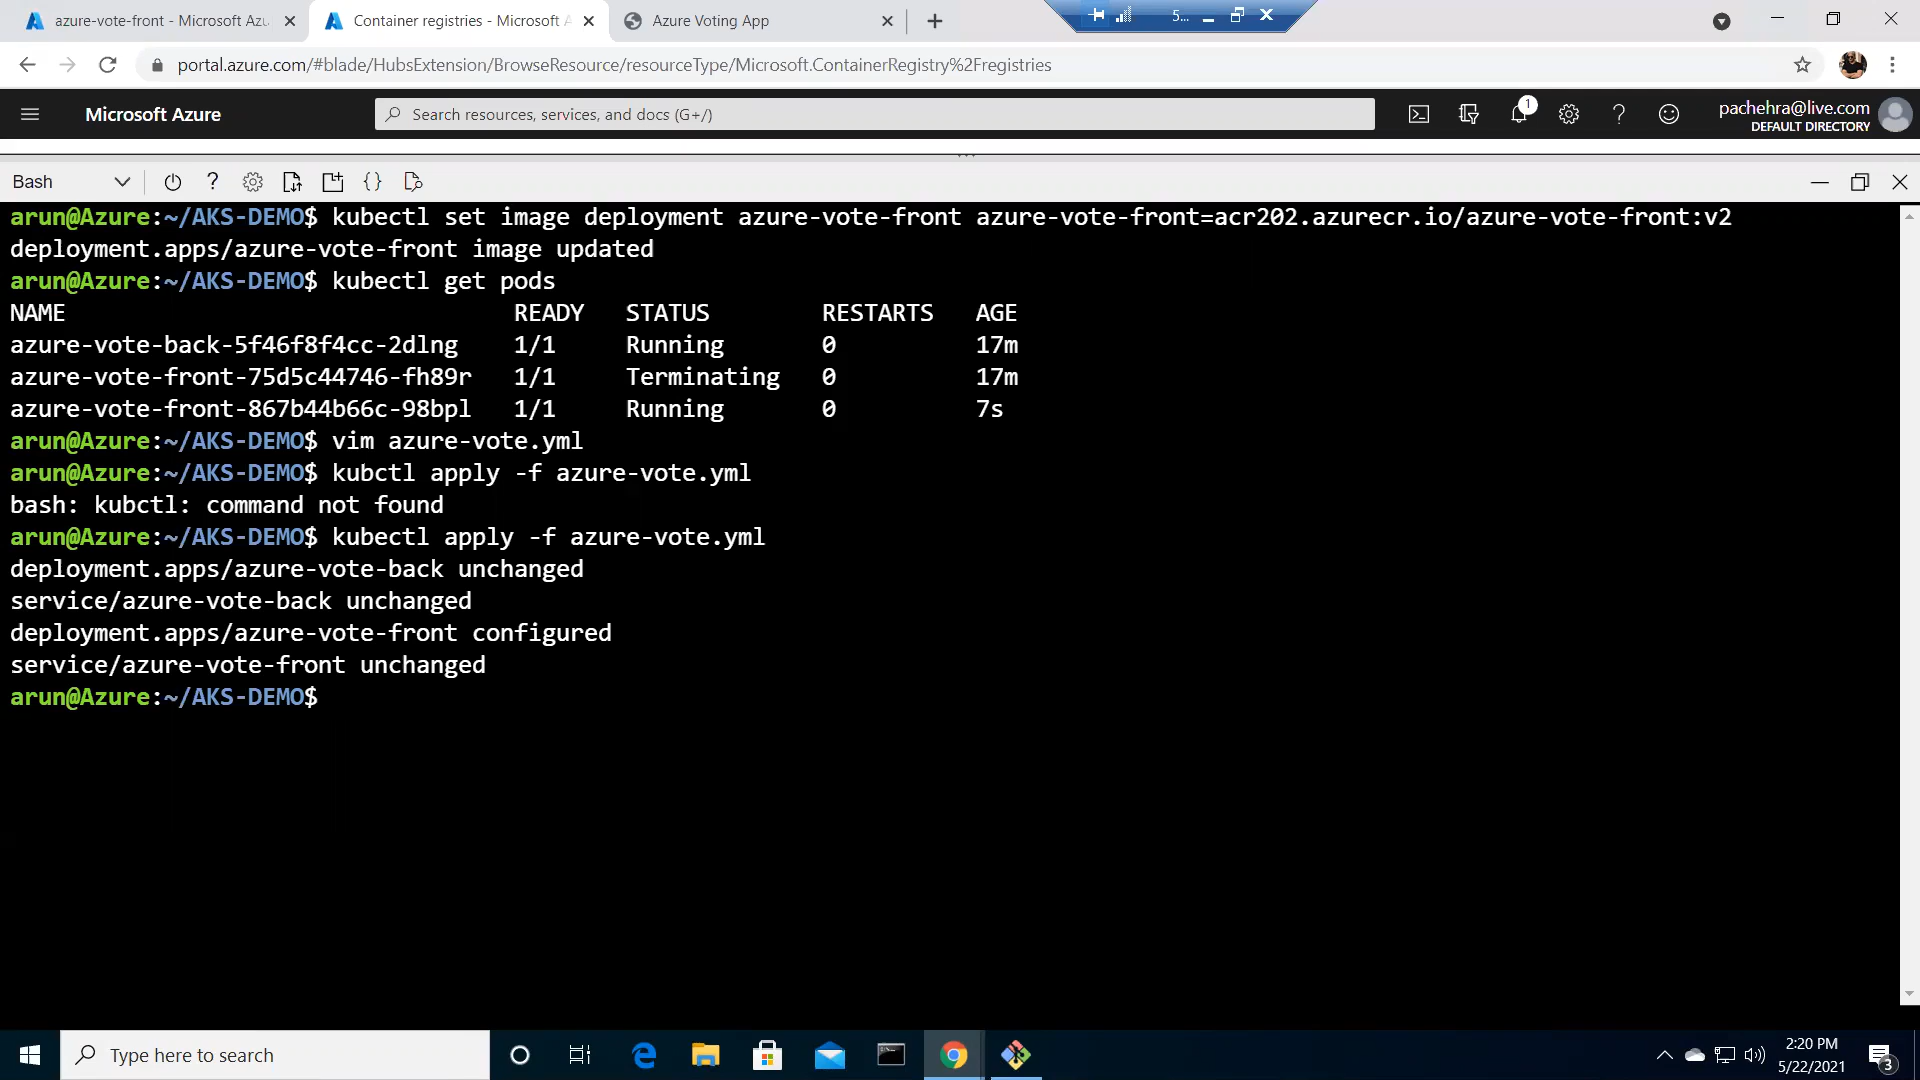 azure-vote-front - Microsoft Azu
Container registries - Microsoft A
Azure Voting App
5...
portal.azure.com/#blade/HubsExtension/BrowseResource/resourceType/Microsoft.ContainerRegistry%2Fregistries
Microsoft Azure
Search resources, services, and docs (G+/)
1
pachehra@live.com
DEFAULT DIRECTORY
Bash
arun@Azure:~/AKS-DEMO$ kubectl set image deployment azure-vote-front azure-vote-front=acr202.azurecr.io/azure-vote-front:v2
deployment.apps/azure-vote-front image updated
arun@Azure:~/AKS-DEMO$ kubectl get pods
NAME READY STATUS RESTARTS AGE
azure-vote-back-5f46f8f4cc-2dlng 1/1 Running 0 17m
azure-vote-front-75d5c44746-fh89r 1/1 Terminating 0 17m
azure-vote-front-867b44b66c-98bpl 1/1 Running 0 7s
arun@Azure:~/AKS-DEMO$ vim azure-vote.yml
arun@Azure:~/AKS-DEMO$ kubctl apply -f azure-vote.yml
bash: kubctl: command not found
arun@Azure:~/AKS-DEMO$ kubectl apply -f azure-vote.yml
deployment.apps/azure-vote-back unchanged
service/azure-vote-back unchanged
deployment.apps/azure-vote-front configured
service/azure-vote-front unchanged
arun@Azure:~/AKS-DEMO$
Type here to search
2:20 PM
5/22/2021
3